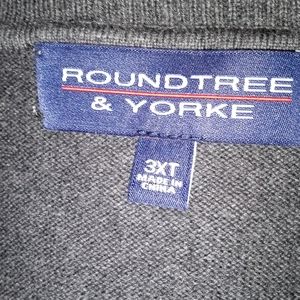 ROUNDTREE
& YORKE
3XT
MADE IN
CHINA